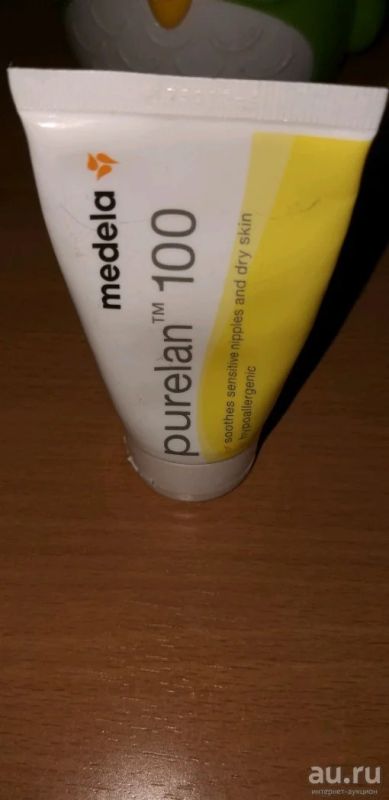 medela
purelan™ 100
soothes sensitive nipples and dry skin
hypoallergenic
au.ru
интернет-аукцион